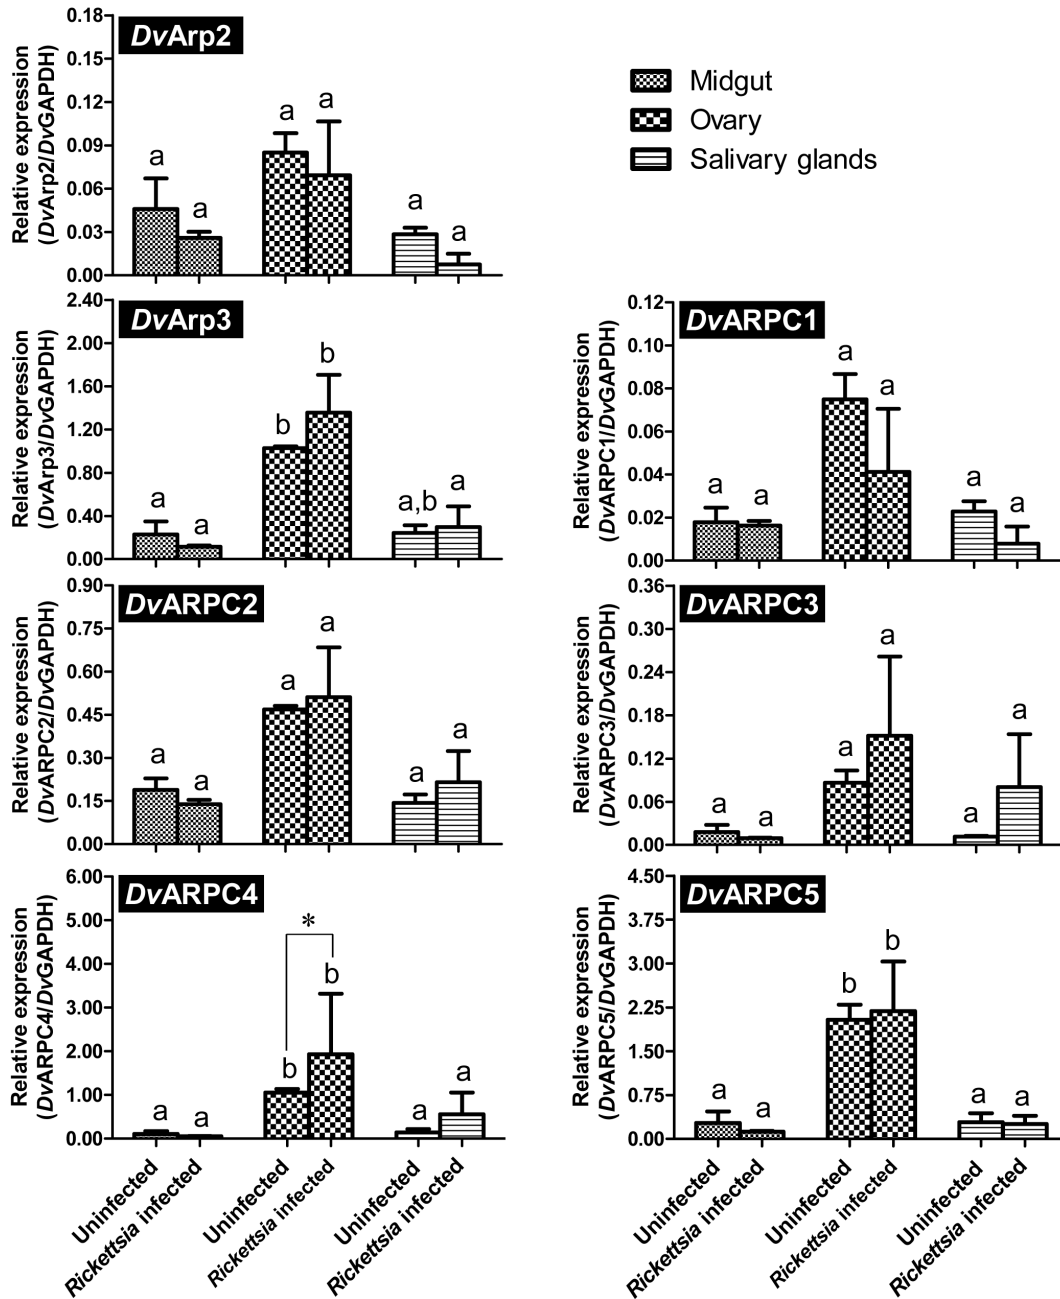 DvArp2
Relative expression
(DvArp2/DvGAPDH)
0.18
0.15
0.12
0.09
0.06
0.03
0.00
a
a
a
a
a
a
Midgut
Ovary
Salivary glands
DvArp3
Relative expression
(DvArp3/DvGAPDH)
2.40
2.00
1.60
1.20
0.80
0.40
0.00
a
a
b
b
a,b
a
DvARPC1
Relative expression
(DvARPC1/DvGAPDH)
0.12
0.10
0.08
0.06
0.04
0.02
0.00
a
a
a
a
a
a
DvARPC2
Relative expression
(DvARPC2/DvGAPDH)
0.90
0.75
0.60
0.45
0.30
0.15
0.00
a
a
a
a
a
a
DvARPC3
Relative expression
(DvARPC3/DvGAPDH)
0.36
0.30
0.24
0.18
0.12
0.06
0.00
a
a
a
a
a
a
DvARPC4
Relative expression
(DvARPC4/DvGAPDH)
6.00
5.00
4.00
3.00
2.00
1.00
0.00
a
a
*
b
b
a
a
Uninfected
Rickettsia infected
Uninfected
Rickettsia infected
Uninfected
Rickettsia infected
DvARPC5
Relative expression
(DvARPC5/DvGAPDH)
4.50
3.75
3.00
2.25
1.50
0.75
0.00
a
a
b
b
a
a
Uninfected
Rickettsia infected
Uninfected
Rickettsia infected
Uninfected
Rickettsia infected